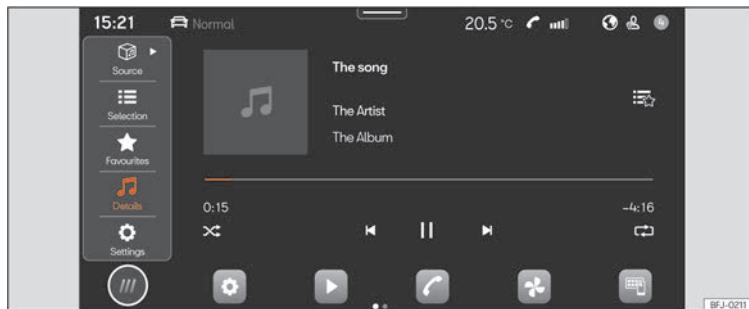 15:21 Normal 20.5 °C 4
Source
Selection
Favourites
Details
Settings
The song
The Artist
The Album
0:15 -4:16
BFJ-0211